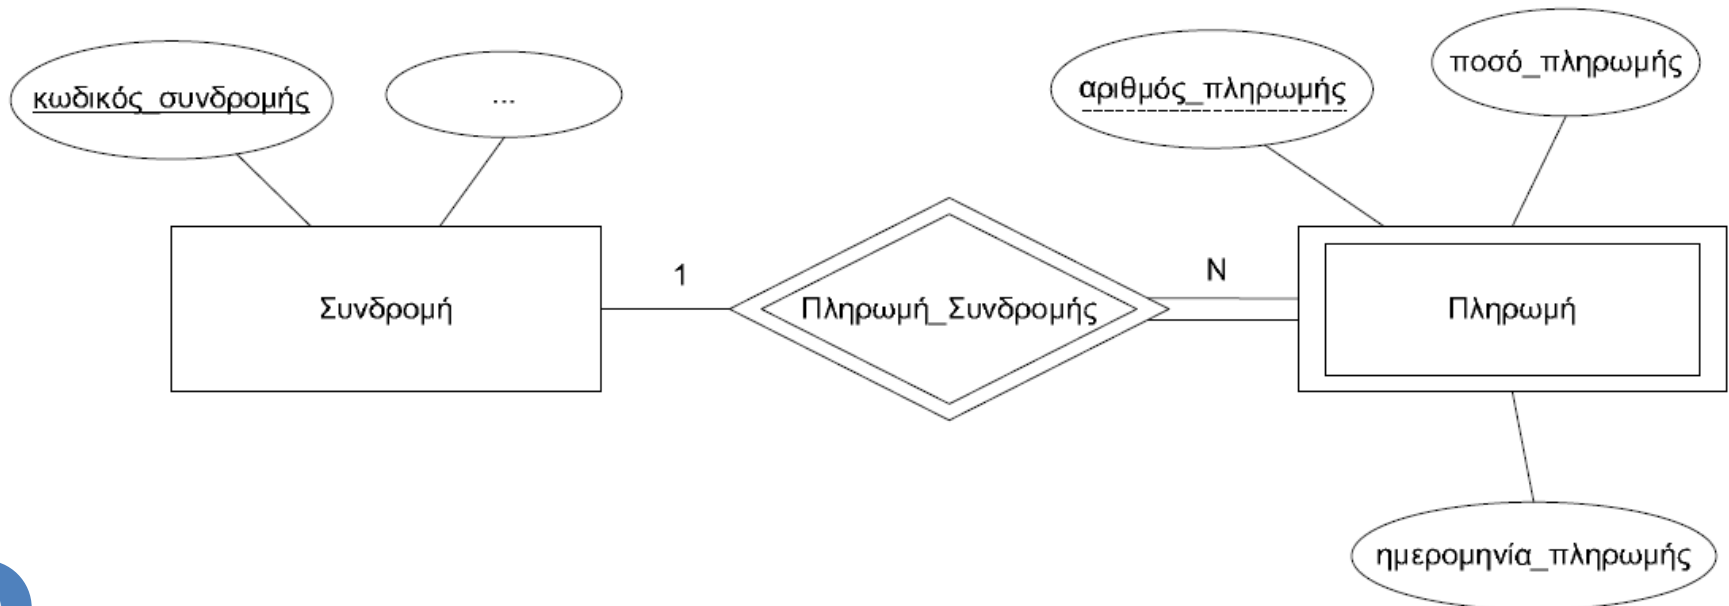 κωδικός_συνδρομής
...
αριθμός_πληρωμής
ποσό_πληρωμής
Συνδρομή
1
Πληρωμή_Συνδρομής
N
Πληρωμή
ημερομηνία_πληρωμής